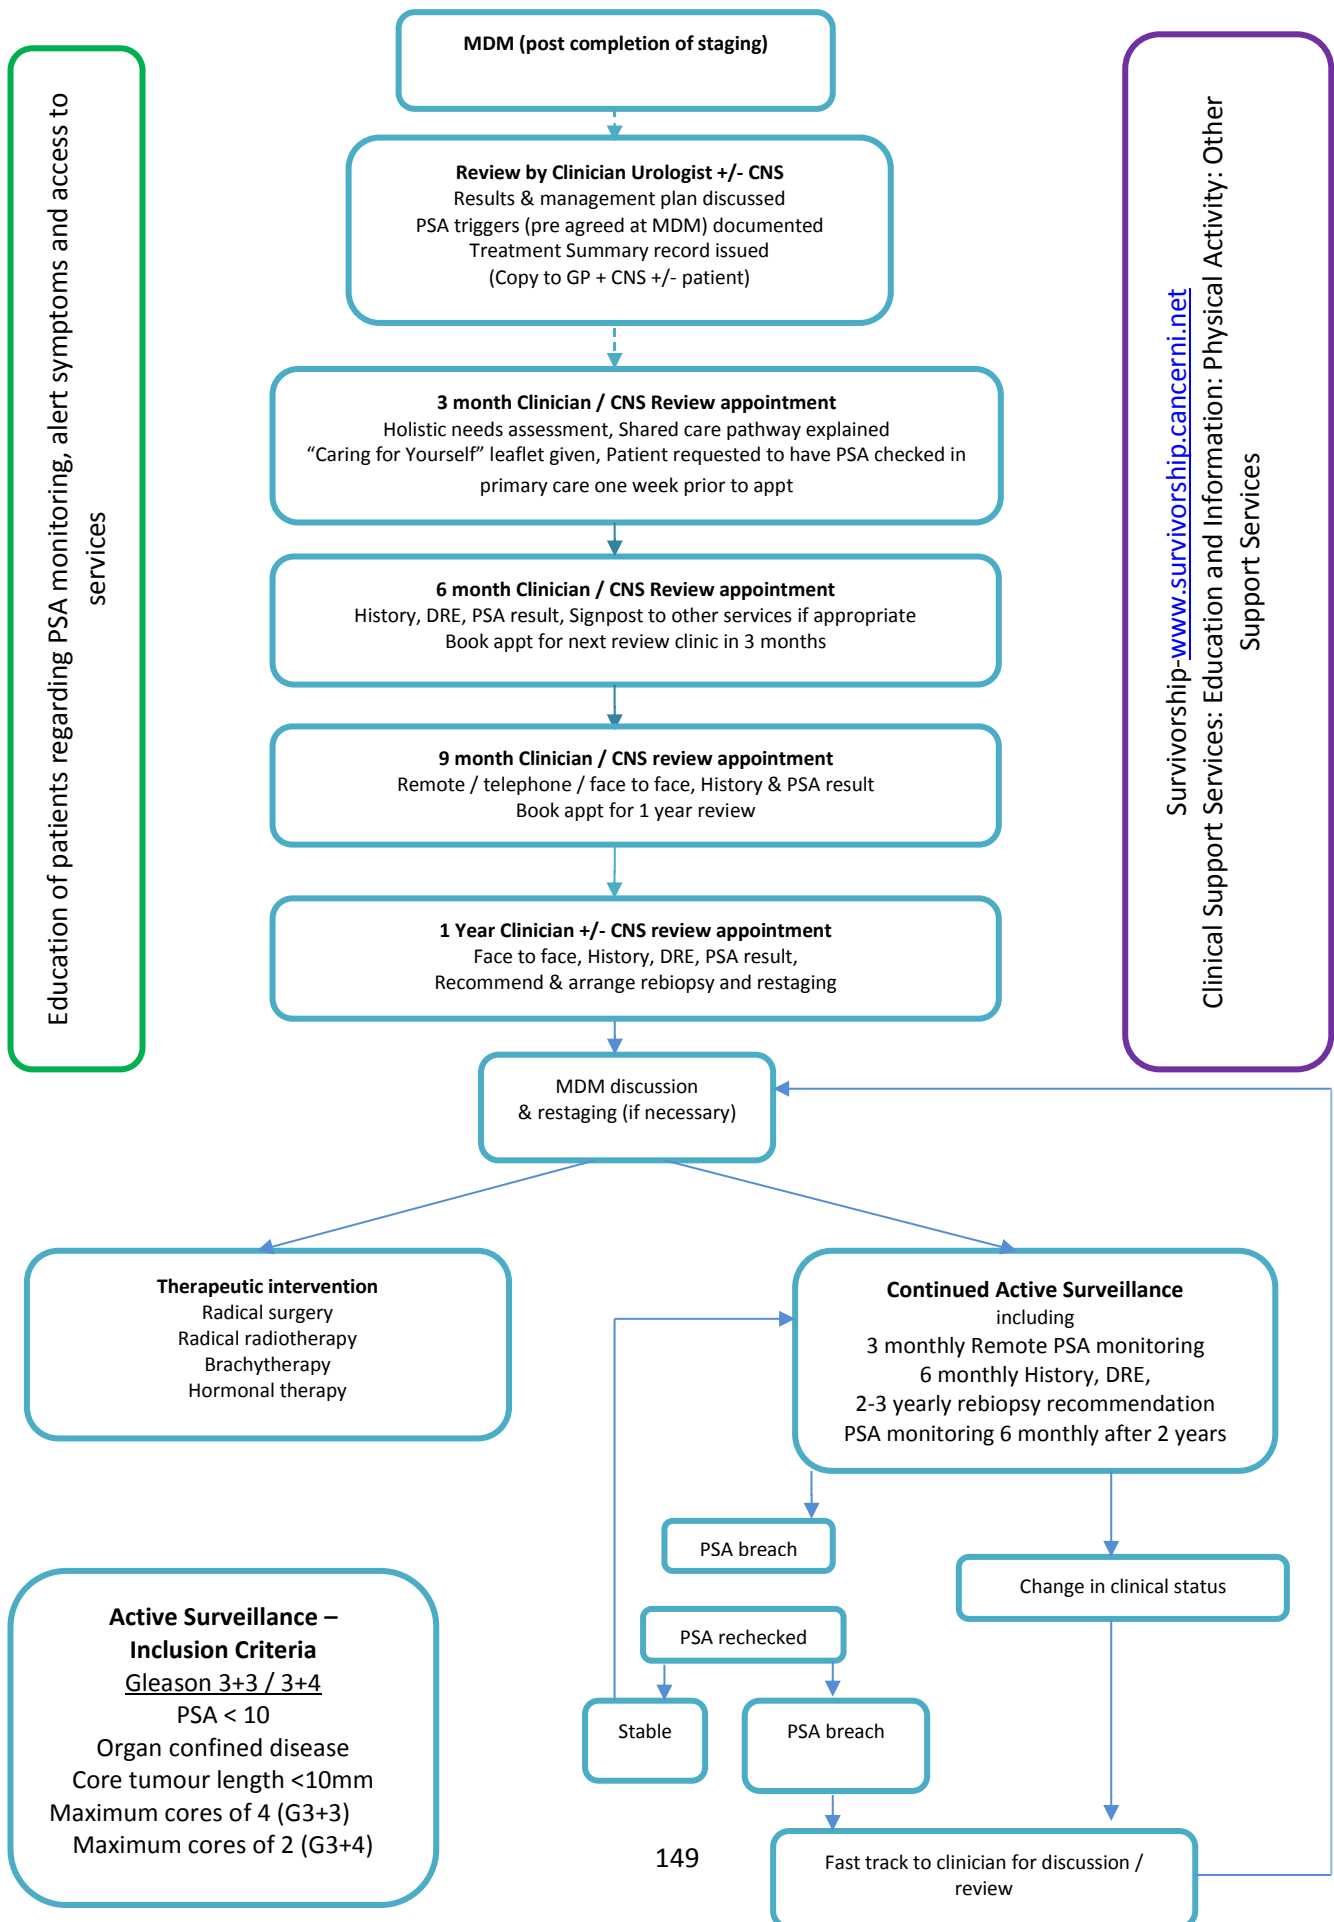 MDM (post completion of staging)
Education of patients regarding PSA monitoring, alert symptoms and access to
services
Survivorship-www.survivorship.cancerni.net
Clinical Support Services: Education and Information: Physical Activity: Other
Support Services
Review by Clinician Urologist +/- CNS
Results & management plan discussed
PSA triggers (pre agreed at MDM) documented
Treatment Summary record issued
(Copy to GP + CNS +/- patient)
3 month Clinician / CNS Review appointment
Holistic needs assessment, Shared care pathway explained
“Caring for Yourself” leaflet given, Patient requested to have PSA checked in
primary care one week prior to appt
6 month Clinician / CNS Review appointment
History, DRE, PSA result, Signpost to other services if appropriate
Book appt for next review clinic in 3 months
9 month Clinician / CNS review appointment
Remote / telephone / face to face, History & PSA result
Book appt for 1 year review
1 Year Clinician +/- CNS review appointment
Face to face, History, DRE, PSA result,
Recommend & arrange rebiopsy and restaging
MDM discussion
& restaging (if necessary)
Therapeutic intervention
Radical surgery
Radical radiotherapy
Brachytherapy
Hormonal therapy
Continued Active Surveillance
including
3 monthly Remote PSA monitoring
6 monthly History, DRE,
2-3 yearly rebiopsy recommendation
PSA monitoring 6 monthly after 2 years
PSA breach
Change in clinical status
PSA rechecked
Stable
PSA breach
Active Surveillance –
Inclusion Criteria
Gleason 3+3 / 3+4
PSA < 10
Organ confined disease
Core tumour length <10mm
Maximum cores of 4 (G3+3)
Maximum cores of 2 (G3+4)
149
Fast track to clinician for discussion /
review